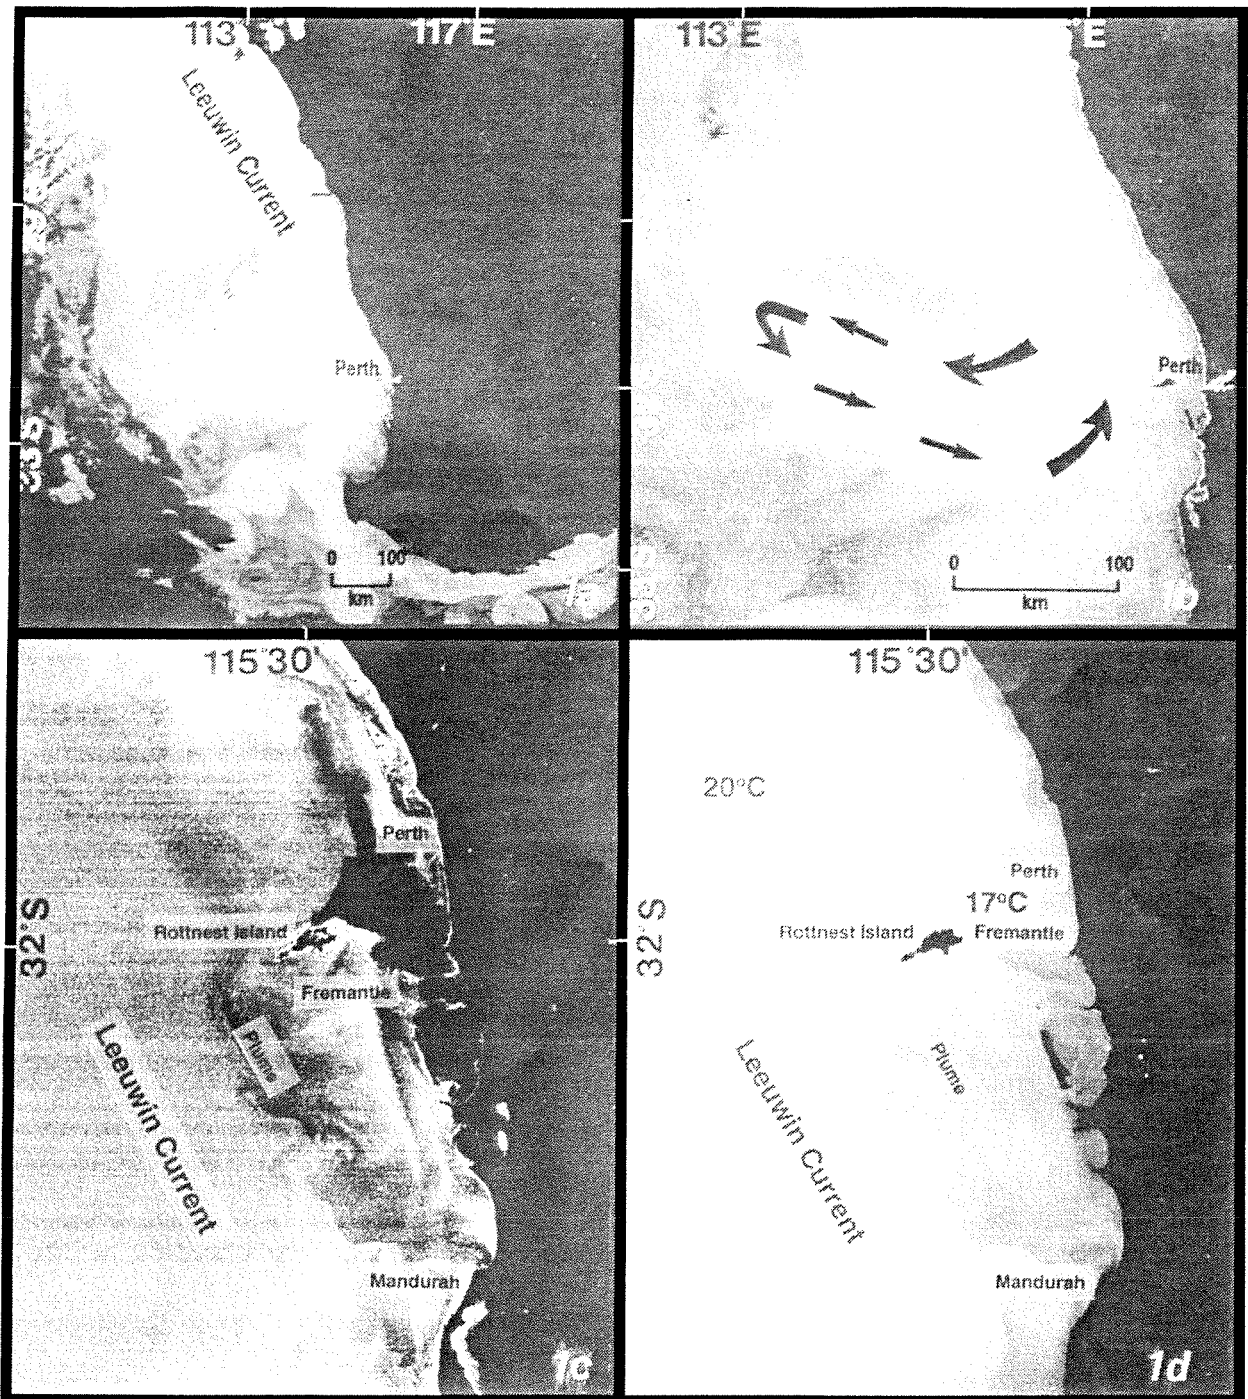 113°
117°E
Leeuwin Current
Perth
0 100
km
113°E
E
Perth
0 100
km
115°30'
Perth
Rottnest Island
32°S
Fremantle
Plume
Leeuwin Current
Mandurah
1c
115°30'
20°C
Perth
17°C
Rottnest Island
Fremantle
32°S
Plume
Leeuwin Current
Mandurah
1d